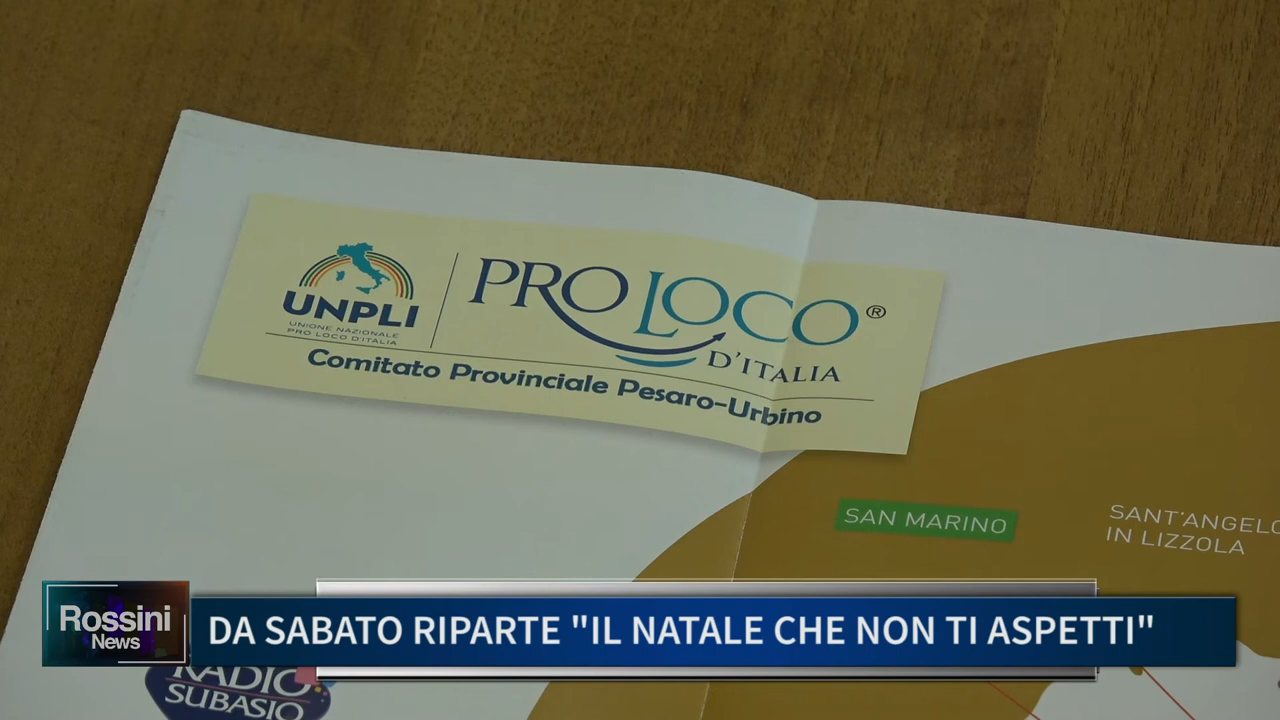 UNPLI
UNIONE NAZIONALE
PRO LOCO D'ITALIA
PRO LOCO®
D'ITALIA
Comitato Provinciale Pesaro-Urbino
SAN MARINO
SANT'ANGELO
IN LIZZOLA
Rossini
News
DA SABATO RIPARTE "IL NATALE CHE NON TI ASPETTI"
RADIO
SUBASIO